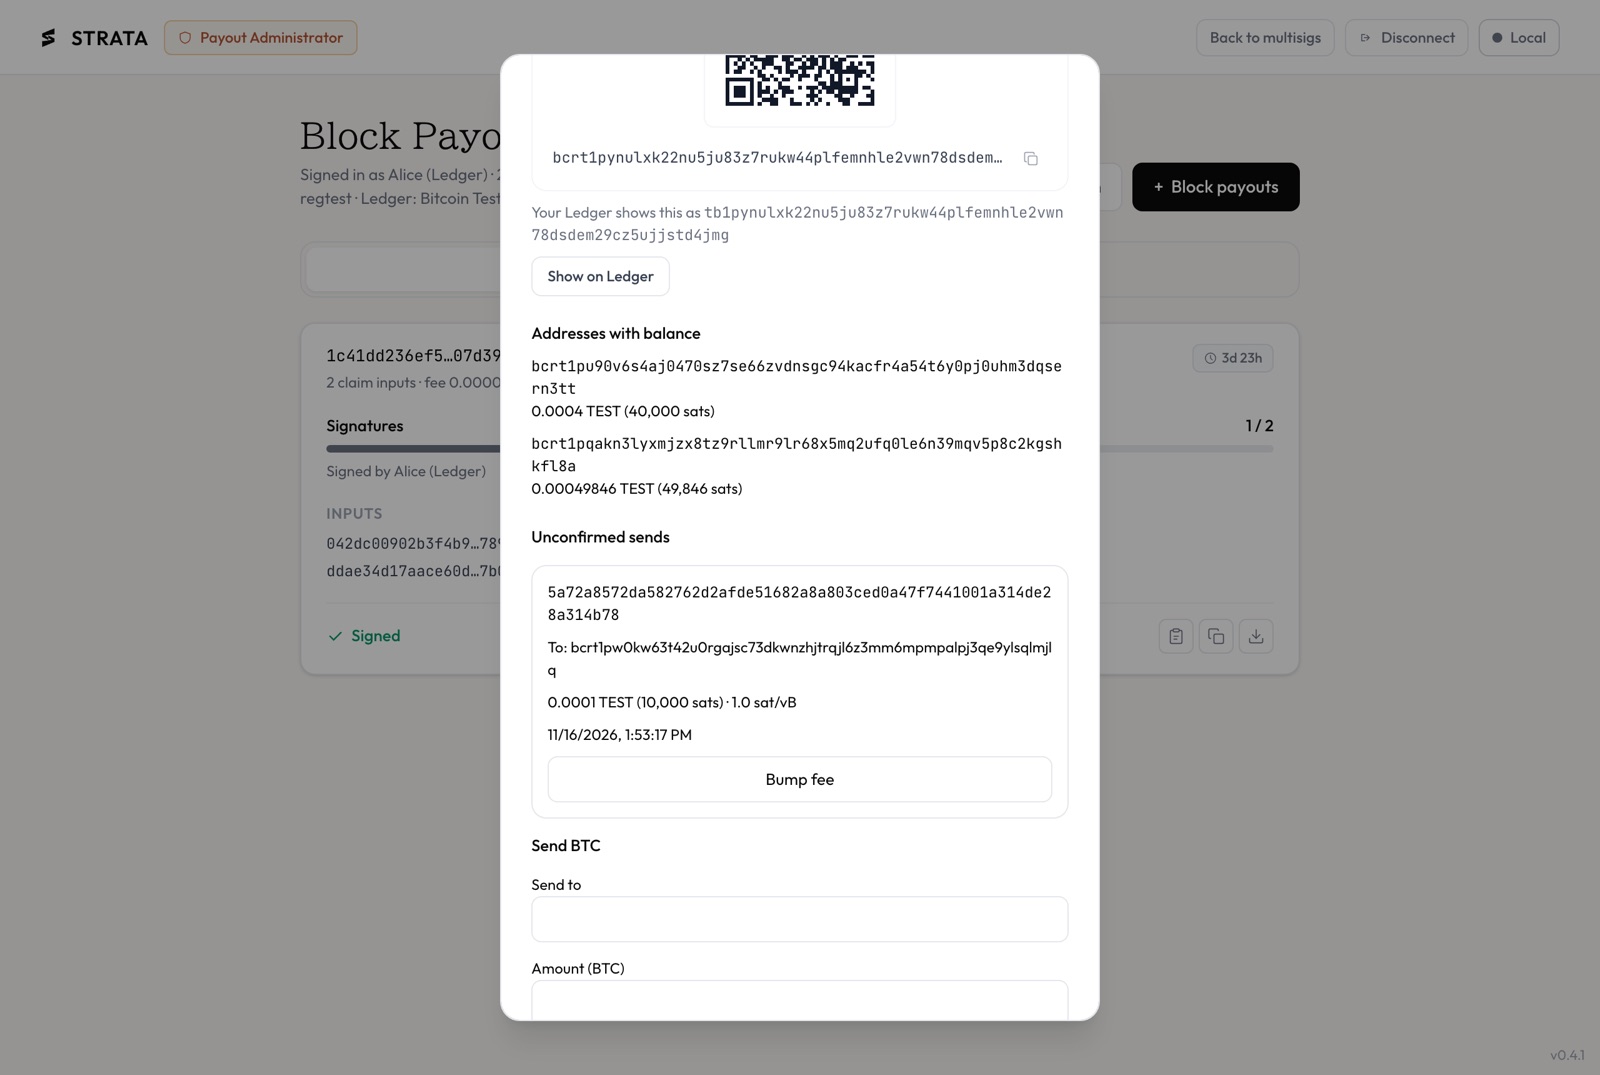 STRATA
Payout Administrator
Back to multisigs
Disconnect
Local
Block Payo
Signed in as Alice (Ledger) · 2
regtest · Ledger: Bitcoin Test
+ Block payouts
1c41dd236ef5…07d39
2 claim inputs · fee 0.0000
3d 23h
Signatures
1 / 2
Signed by Alice (Ledger)
INPUTS
042dc00902b3f4b9…789
ddae34d17aace60d…7b0
Signed
bcrt1pynulxk22nu5ju83z7rukw44plfemnhle2vwn78dsdem…
Your Ledger shows this as tb1pynulxk22nu5ju83z7rukw44plfemnhle2vwn
78dsdem29cz5ujjstd4jmg
Show on Ledger
Addresses with balance
bcrt1pu90v6s4aj0470sz7se66zvdnsgc94kacfr4a54t6y0pj0uhm3dqse
rn3tt
0.0004 TEST (40,000 sats)
bcrt1pqakn3lyxmjzx8tz9rllmr9lr68x5mq2ufq0le6n39mqv5p8c2kgsh
kfl8a
0.00049846 TEST (49,846 sats)
Unconfirmed sends
5a72a8572da582762d2afde51682a8a803ced0a47f7441001a314de2
8a314b78
To: bcrt1pw0kw63t42u0rgajsc73dkwnzhjtrqjl6z3mm6mpmpalpj3qe9ylsqlmjl
q
0.0001 TEST (10,000 sats) · 1.0 sat/vB
11/16/2026, 1:53:17 PM
Bump fee
Send BTC
Send to
Amount (BTC)
v0.4.1